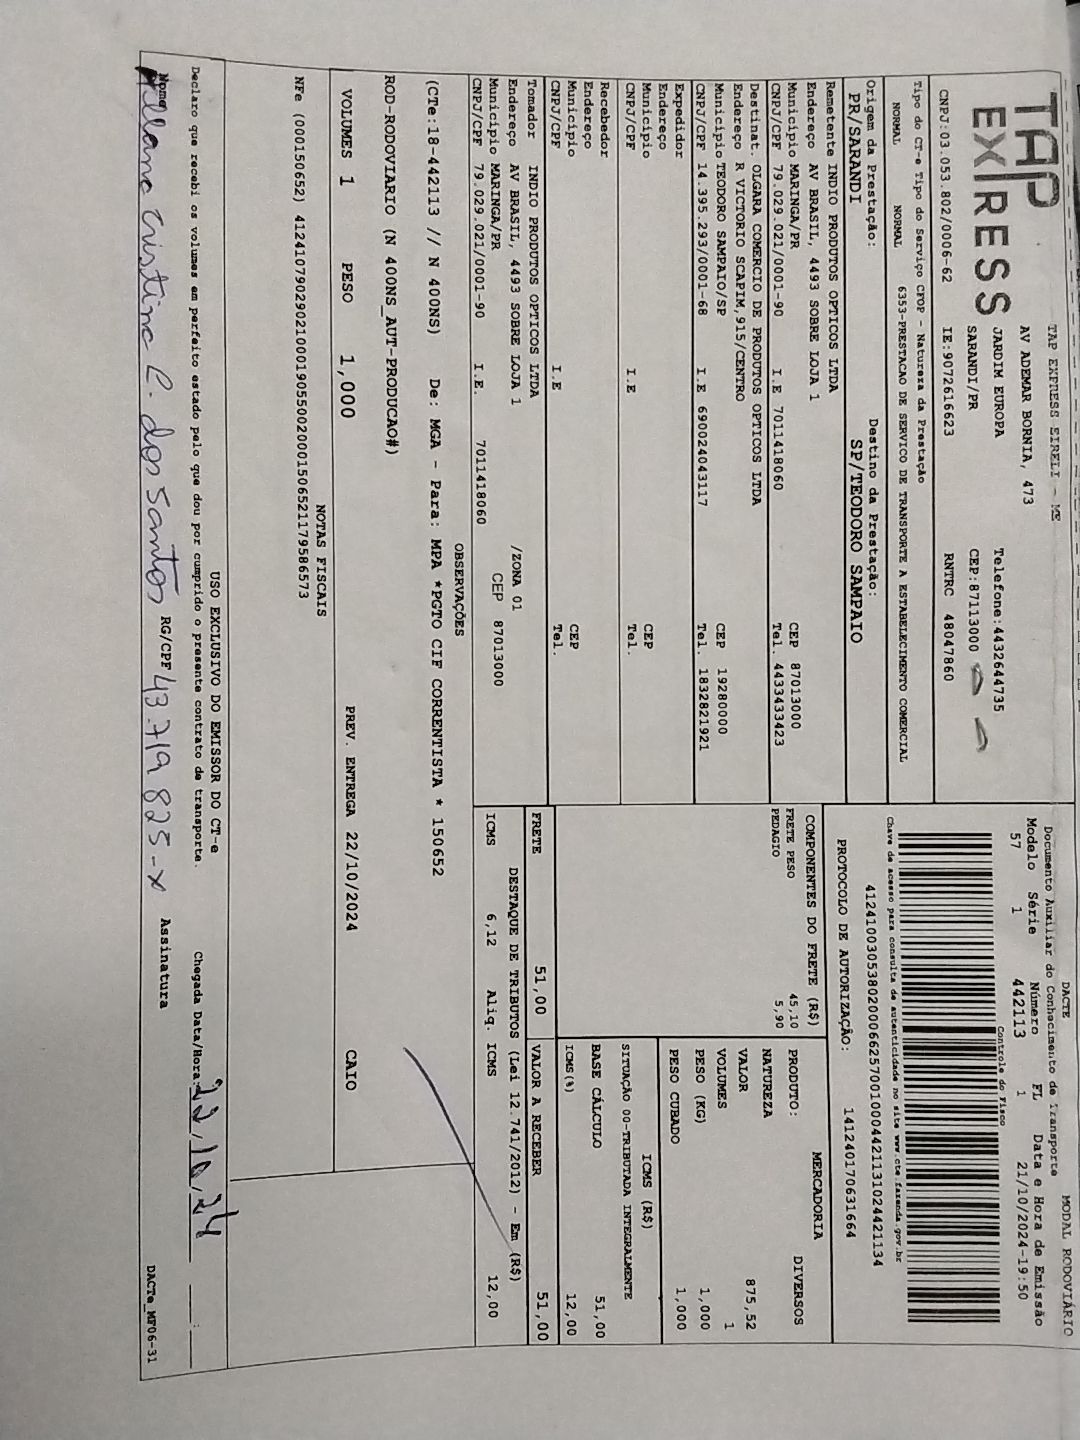 TAP EXPRESS EIRELI - ME
TAP EXPRESS
AV ADEMAR BORNIA, 473
JARDIM EUROPA
Telefone:4432644735
SARANDI/PR
CEP:87113000
CNPJ:03.053.802/0006-62
IE:9072616623
RNTRC 48047860
DACTE
MODAL RODOVIÁRIO
Documento Auxiliar do Conhecimento de Transporte
Modelo Série Número FL Data e Hora de Emissão
57 1 442113 1 21/10/2024-19:50
Controle do Fisco
Tipo do CT-e Tipo do Serviço CFOP - Natureza da Prestação
NORMAL NORMAL 6353-PRESTACAO DE SERVICO DE TRANSPORTE A ESTABELECIMENTO COMERCIAL
Chave de acesso para consulta de autenticidade no site www.cte.fazenda.gov.br
41241003053802000662570010004421131024421134
Origem da Prestação: Destino da Prestação:
PR/SARANDI SP/TEODORO SAMPAIO
PROTOCOLO DE AUTORIZAÇÃO: 141240170631664
Remetente INDIO PRODUTOS OPTICOS LTDA
Endereço AV BRASIL, 4493 SOBRE LOJA 1
Município MARINGA/PR CEP 87013000
CNPJ/CPF 79.029.021/0001-90 I.E 7011418060 Tel. 4433433423
Destinat. OLGARA COMERCIO DE PRODUTOS OPTICOS LTDA
Endereço R VICTORIO SCAPIM,915/CENTRO
Município TEODORO SAMPAIO/SP CEP 19280000
CNPJ/CPF 14.395.293/0001-68 I.E 690024043117 Tel. 1832821921
Expedidor
Endereço
Município CEP
CNPJ/CPF I.E Tel.
Recebedor
Endereço
Município CEP
CNPJ/CPF I.E Tel.
Tomador INDIO PRODUTOS OPTICOS LTDA
Endereço AV BRASIL, 4493 SOBRE LOJA 1 /ZONA 01
Município MARINGA/PR CEP 87013000
CNPJ/CPF 79.029.021/0001-90 I.E. 7011418060
COMPONENTES DO FRETE (R$)
FRETE PESO 45,10
PEDAGIO 5,90
MERCADORIA
PRODUTO: DIVERSOS
NATUREZA
VALOR 875,52
VOLUMES 1
PESO (KG) 1,000
PESO CUBADO 1,000
ICMS (R$)
SITUAÇÃO 00-TRIBUTADA INTEGRALMENTE
BASE CÁLCULO 51,00
ICMS(%) 12,00
FRETE 51,00 VALOR A RECEBER 51,00
DESTAQUE DE TRIBUTOS (Lei 12.741/2012) - Em (R$)
ICMS 6,12 Aliq. ICMS 12,00
OBSERVAÇÕES
(CTe:18-442113 // N 400NS) De: MGA - Para: MPA *PGTO CIF CORRENTISTA * 150652
ROD-RODOVIARIO (N 400NS_AUT-PRODUCAO#)
VOLUMES 1 PESO 1,000 PREV. ENTREGA 22/10/2024 CAIO
NOTAS FISCAIS
NFe (000150652) 41241079029021000190550020001506521179586573
USO EXCLUSIVO DO EMISSOR DO CT-e
Declaro que recebi os volumes em perfeito estado pelo que dou por cumprido o presente contrato de transporte. Chegada Data/Hora: 22/10/24 __:__
Nome Cristina C. dos Santos RG/CPF 43.719 825-X Assinatura
DACTe_MF06-31